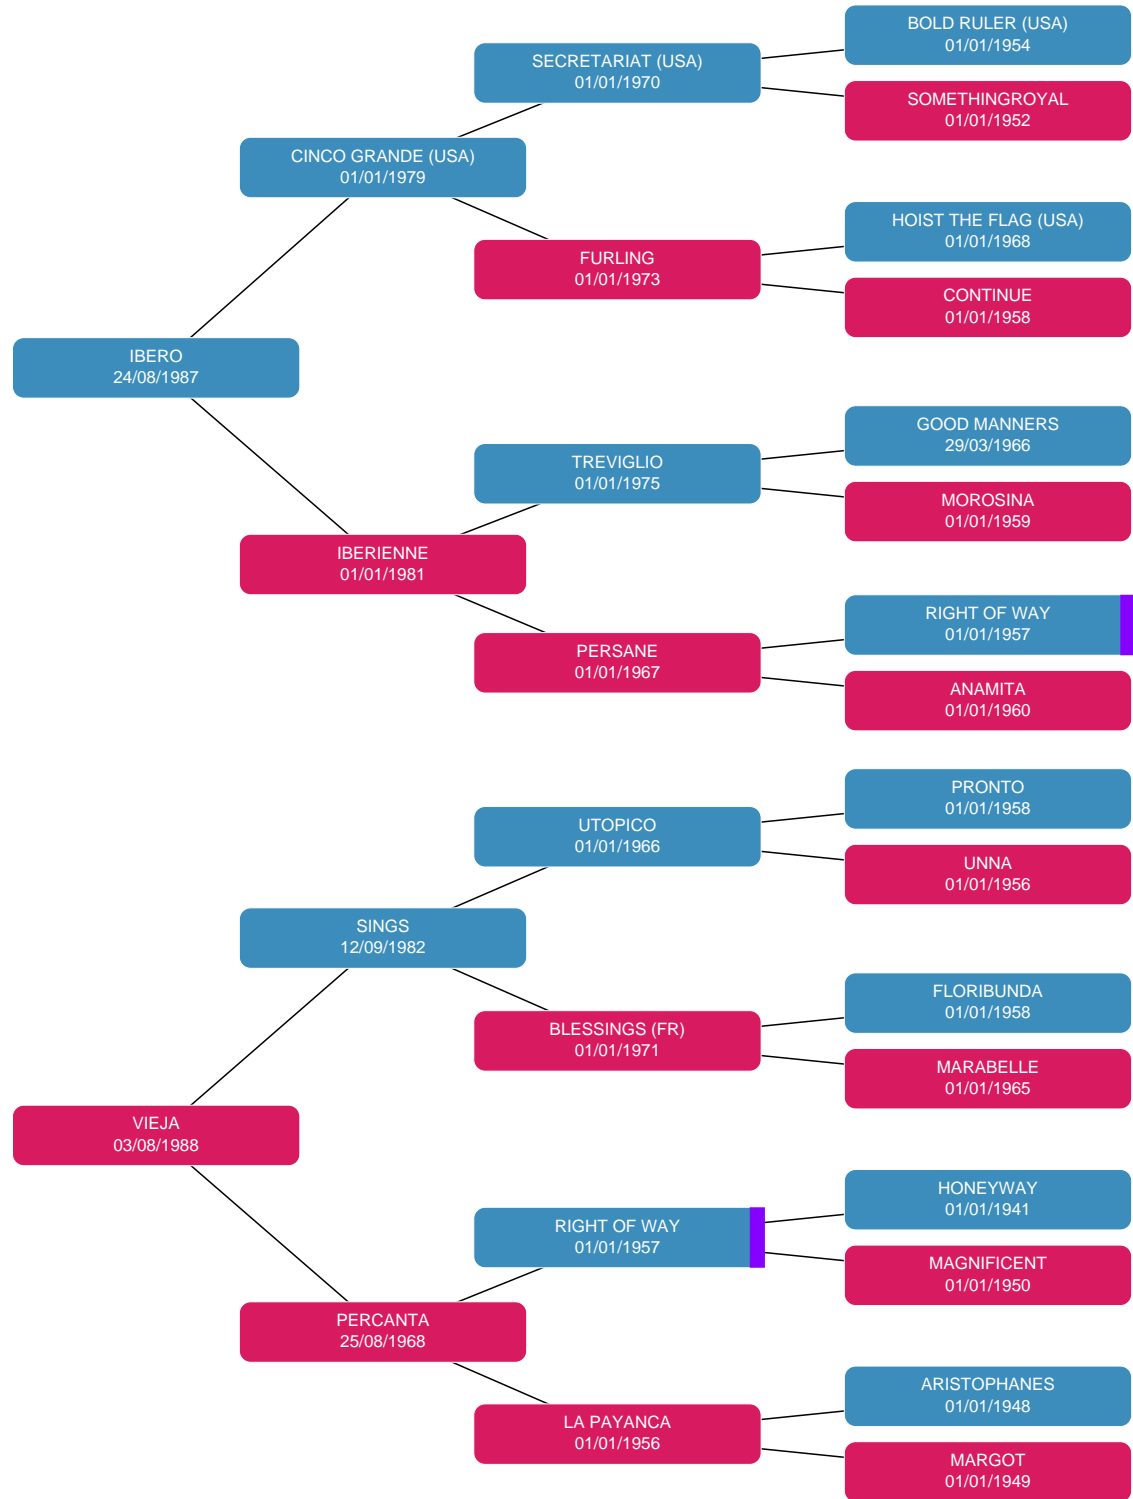 BOLD RULER (USA)
01/01/1954
SECRETARIAT (USA)
01/01/1970
SOMETHINGROYAL
01/01/1952
CINCO GRANDE (USA)
01/01/1979
HOIST THE FLAG (USA)
01/01/1968
FURLING
01/01/1973
CONTINUE
01/01/1958
IBERO
24/08/1987
GOOD MANNERS
29/03/1966
TREVIGLIO
01/01/1975
MOROSINA
01/01/1959
IBERIENNE
01/01/1981
RIGHT OF WAY
01/01/1957
PERSANE
01/01/1967
ANAMITA
01/01/1960
PRONTO
01/01/1958
UTOPICO
01/01/1966
UNNA
01/01/1956
SINGS
12/09/1982
FLORIBUNDA
01/01/1958
BLESSINGS (FR)
01/01/1971
MARABELLE
01/01/1965
VIEJA
03/08/1988
HONEYWAY
01/01/1941
RIGHT OF WAY
01/01/1957
MAGNIFICENT
01/01/1950
PERCANTA
25/08/1968
ARISTOPHANES
01/01/1948
LA PAYANCA
01/01/1956
MARGOT
01/01/1949